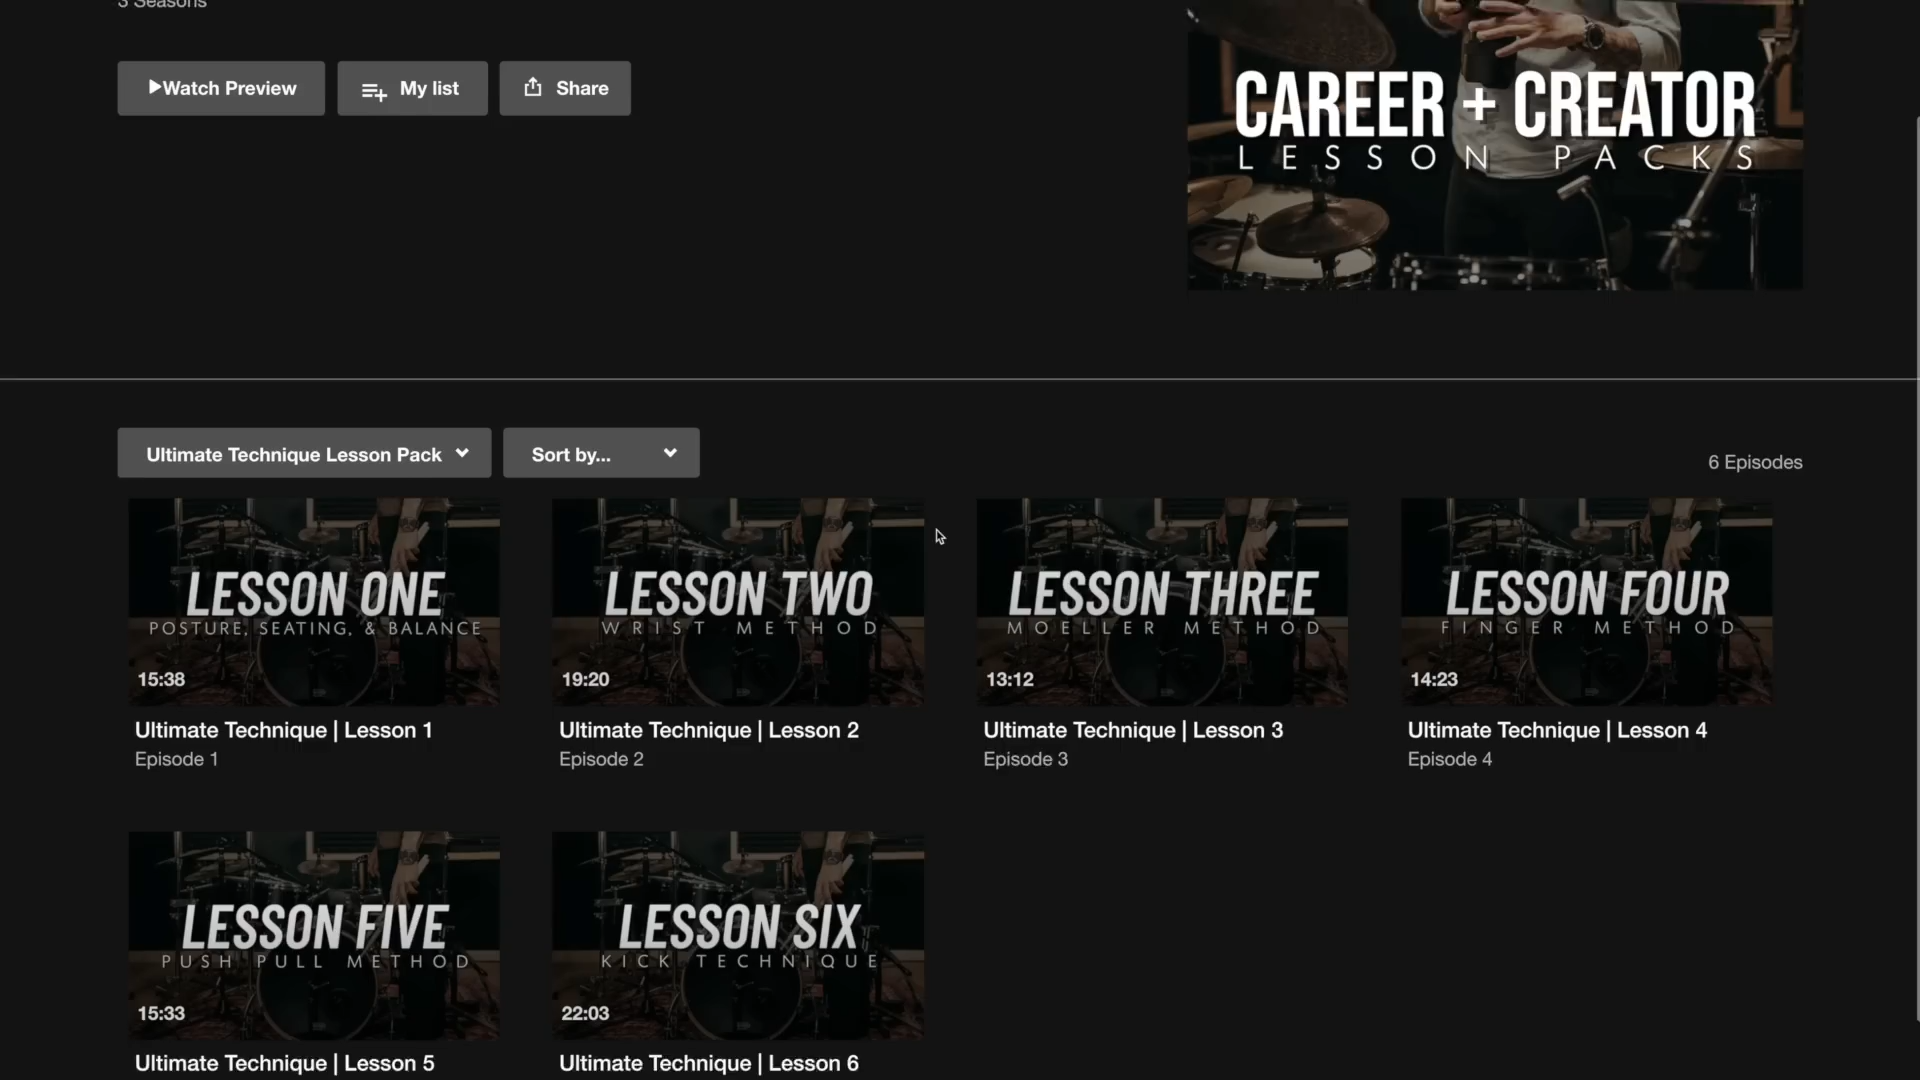 3 Seasons
Watch Preview
My list
Share
CAREER + CREATOR
LESSON PACKS
Ultimate Technique Lesson Pack
Sort by...
6 Episodes
LESSON ONE
POSTURE, SEATING, & BALANCE
15:38
Ultimate Technique | Lesson 1
Episode 1
LESSON TWO
WRIST METHOD
19:20
Ultimate Technique | Lesson 2
Episode 2
LESSON THREE
MOELLER METHOD
13:12
Ultimate Technique | Lesson 3
Episode 3
LESSON FOUR
FINGER METHOD
14:23
Ultimate Technique | Lesson 4
Episode 4
LESSON FIVE
PUSH PULL METHOD
15:33
Ultimate Technique | Lesson 5
LESSON SIX
KICK TECHNIQUE
22:03
Ultimate Technique | Lesson 6